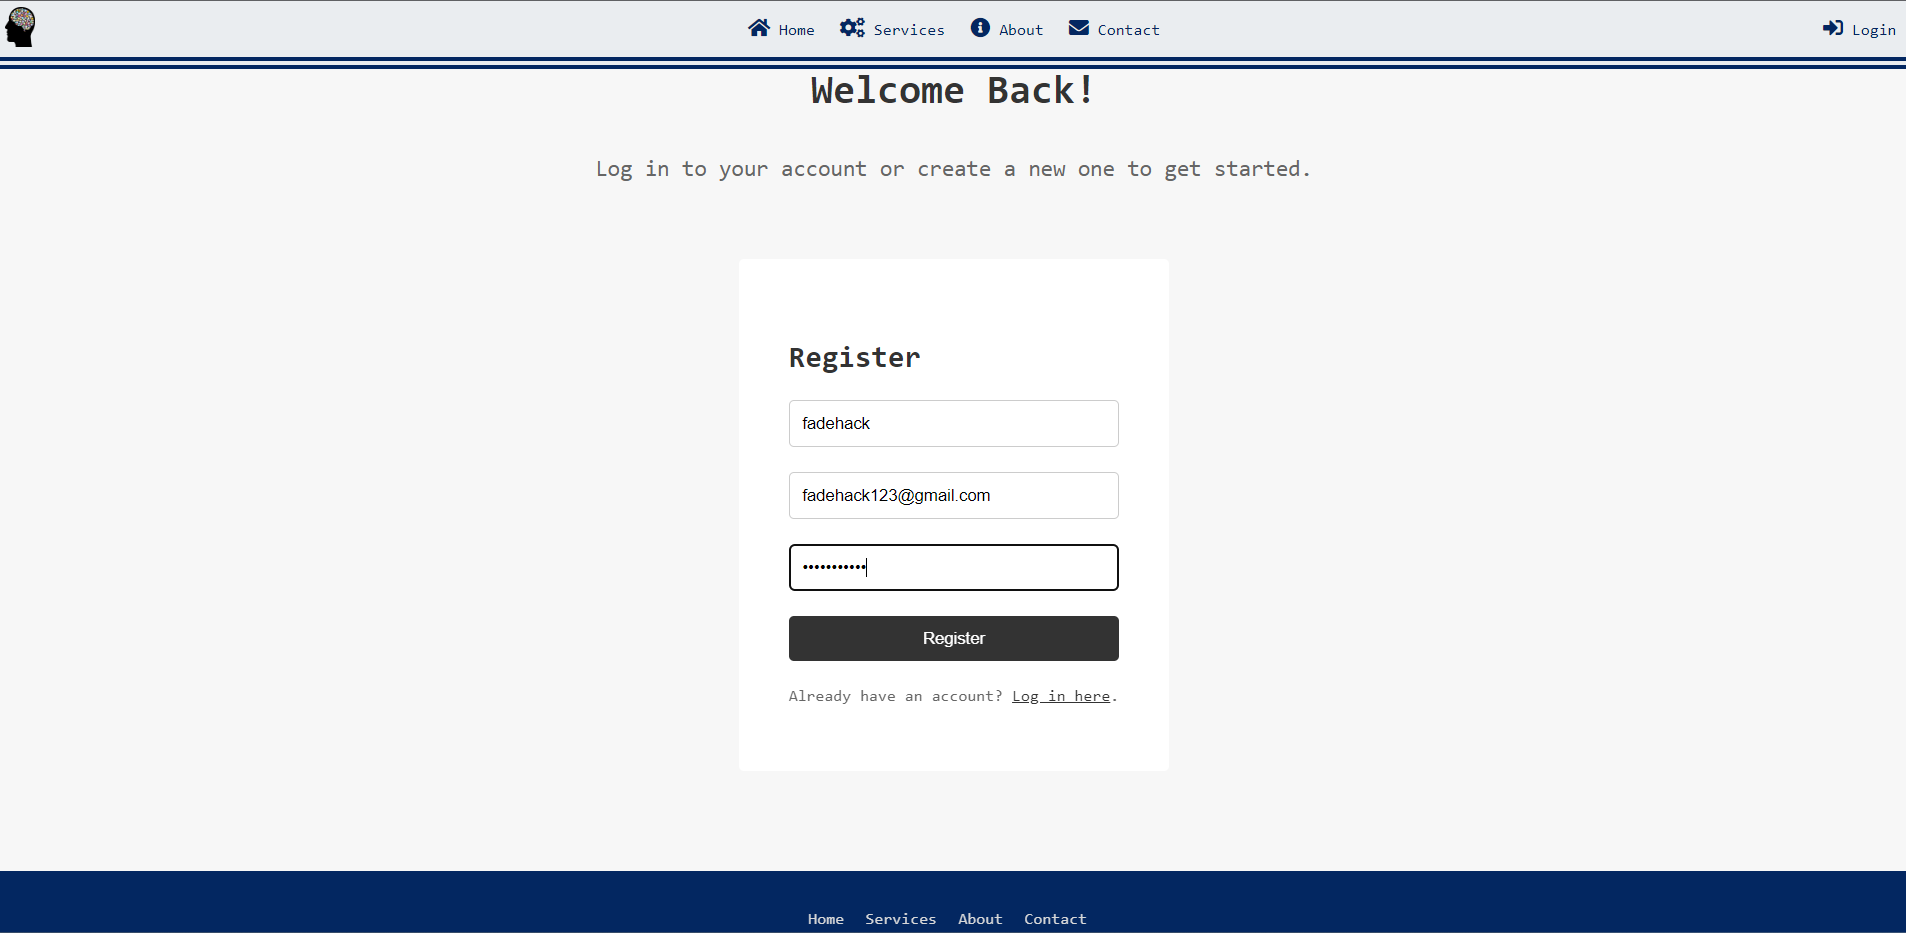 Home Services About Contact Login
Welcome Back!
Log in to your account or create a new one to get started.
Register
fadehack
fadehack123@gmail.com
•••••••••••
Register
Already have an account? Log in here.
Home Services About Contact